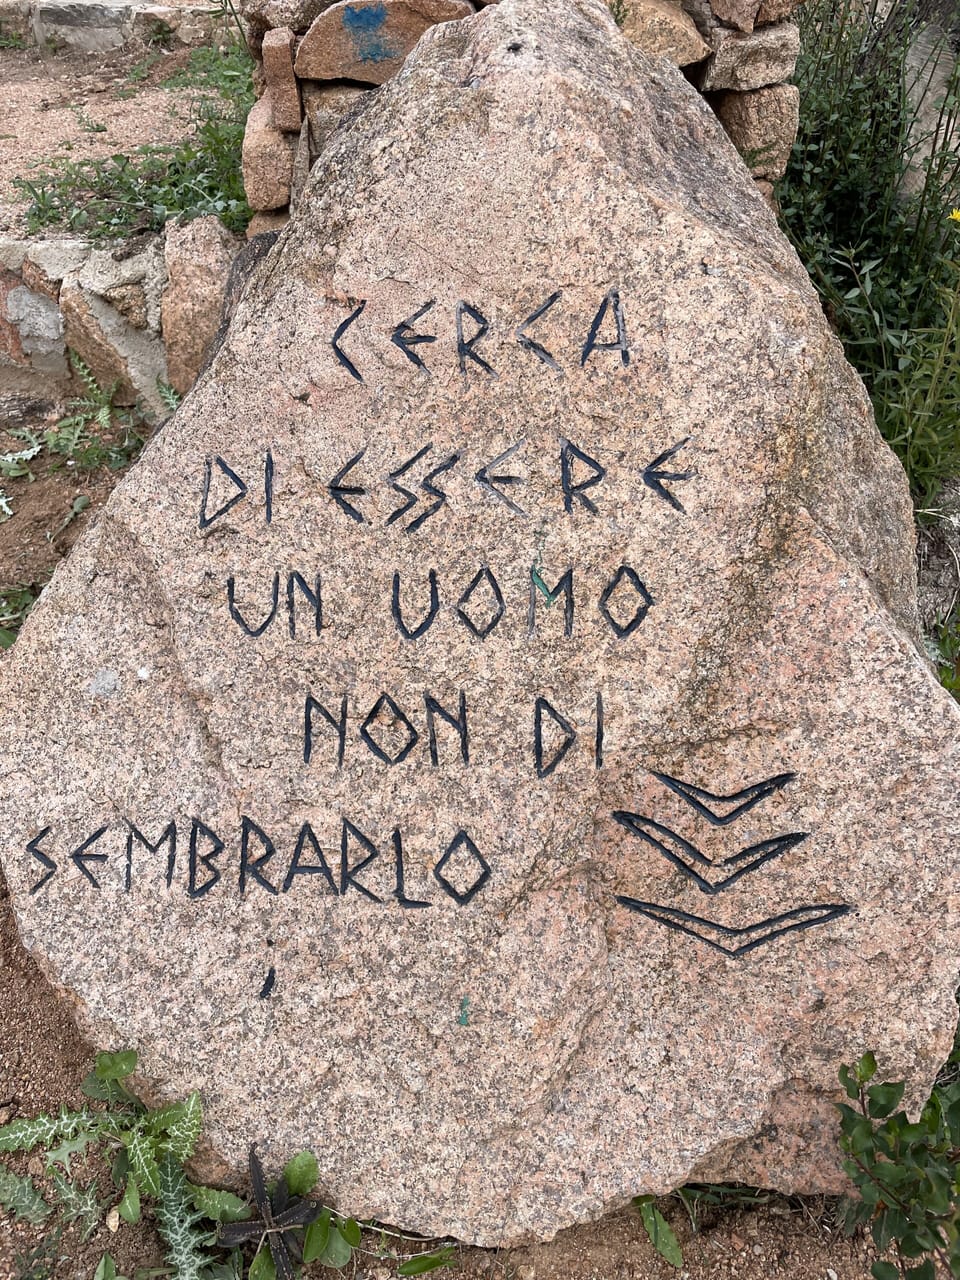 CERCA
DI ESSERE
UN UOMO
NON DI
SEMBRARLO